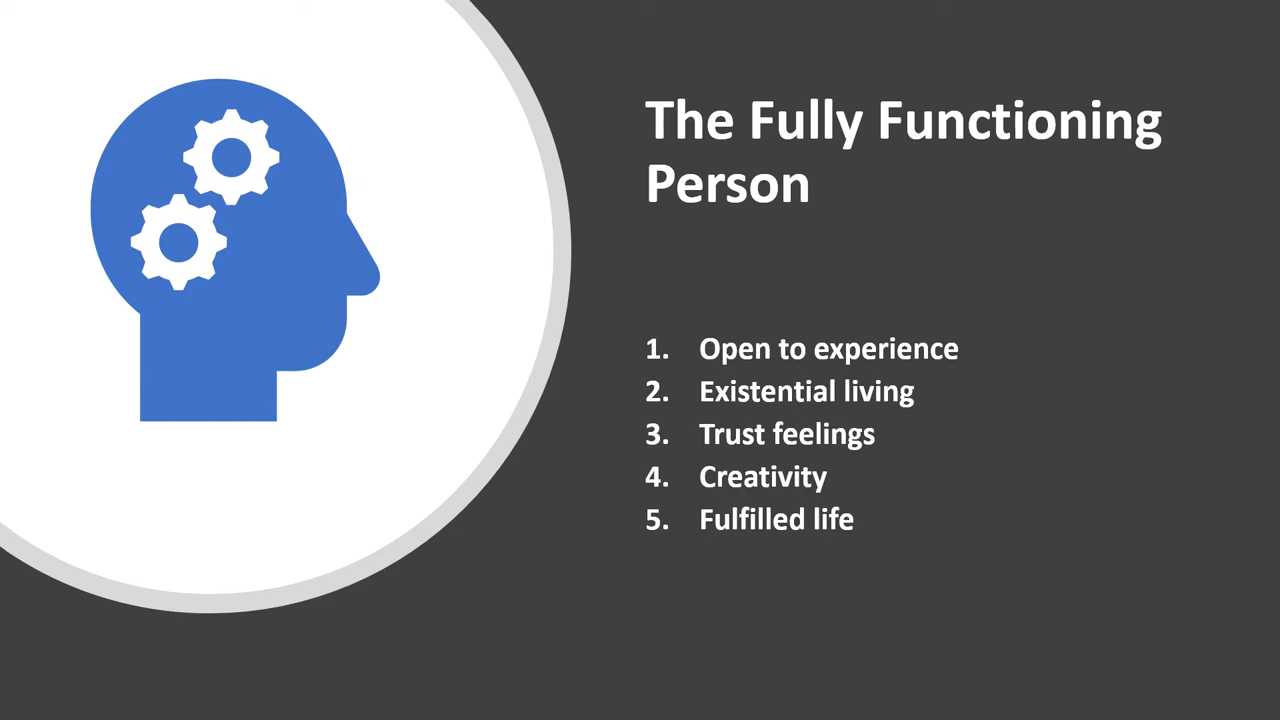 The Fully Functioning
Person
1. Open to experience
2. Existential living
3. Trust feelings
4. Creativity
5. Fulfilled life